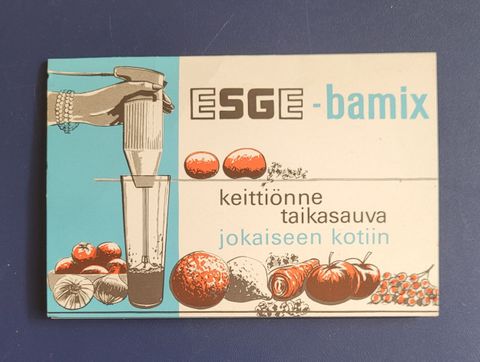 ESGE -bamix
keittiönne
taikasauva
jokaiseen kotiin